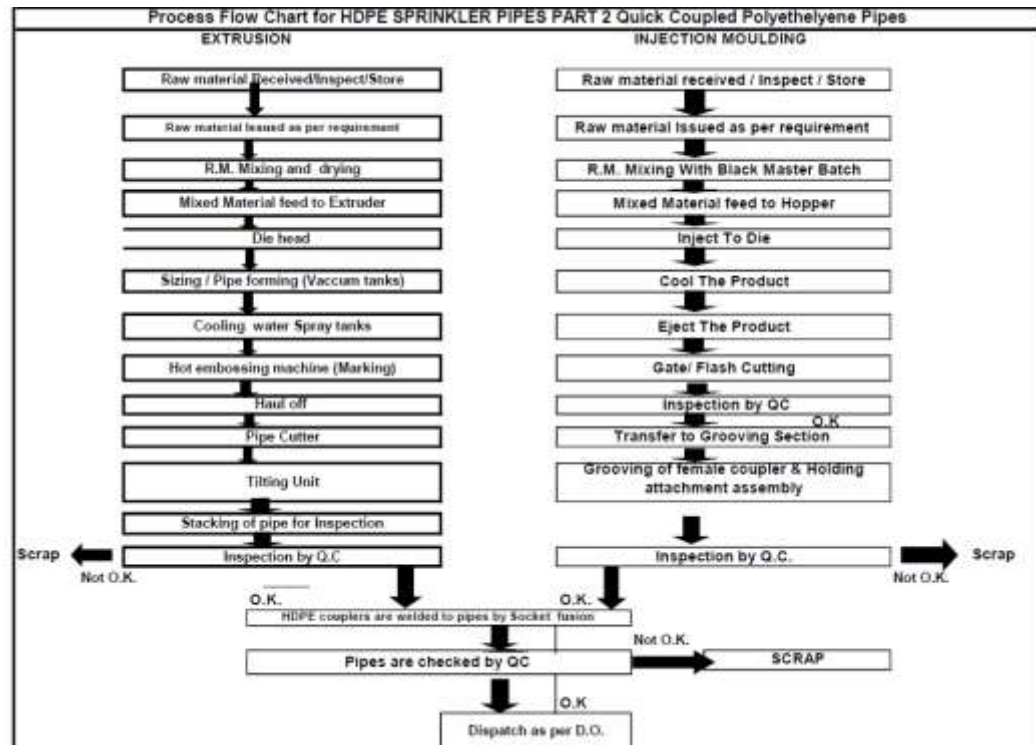 Process Flow Chart for HDPE SPRINKLER PIPES PART 2 Quick Coupled Polyethelyene Pipes
EXTRUSION
Raw material Received/Inspect/Store
Raw material Issued as per requirement
R.M. Mixing and drying
Mixed Material feed to Extruder
Die head
Sizing / Pipe forming (Vaccum tanks)
Cooling water Spray tanks
Hot embossing machine (Marking)
Haul off
Pipe Cutter
Tilting Unit
Stacking of pipe for Inspection
Inspection by Q.C
Scrap
Not O.K.
O.K.
INJECTION MOULDING
Raw material received / Inspect / Store
Raw material Issued as per requirement
R.M. Mixing With Black Master Batch
Mixed Material feed to Hopper
Inject To Die
Cool The Product
Eject The Product
Gate/ Flash Cutting
Inspection by QC
O.K
Transfer to Grooving Section
Grooving of female coupler & Holding
attachment assembly
Inspection by Q.C.
Scrap
Not O.K.
O.K.
HDPE couplers are welded to pipes by Socket fusion
Pipes are checked by QC
Not O.K.
SCRAP
O.K
Dispatch as per D.O.